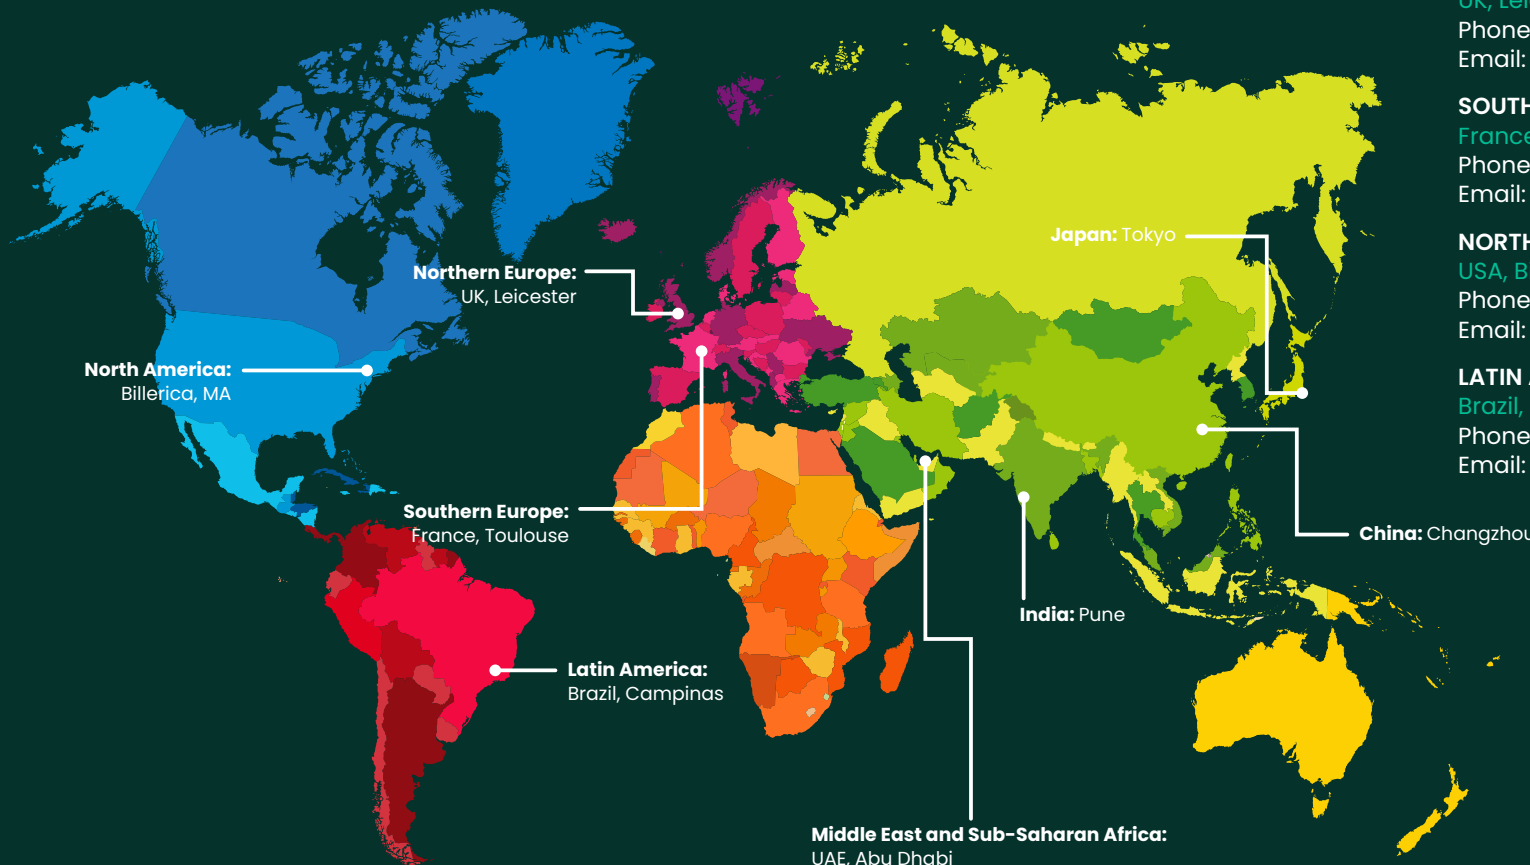 Northern Europe:
UK, Leicester
North America:
Billerica, MA
Southern Europe:
France, Toulouse
Latin America:
Brazil, Campinas
Japan: Tokyo
China: Changzhou
India: Pune
Middle East and Sub-Saharan Africa:
UAE, Abu Dhabi
UK, Lei
Phone
Email:
SOUTH
France
Phone
Email:
NORTH
USA, B
Phone
Email:
LATIN
Brazil,
Phone
Email: